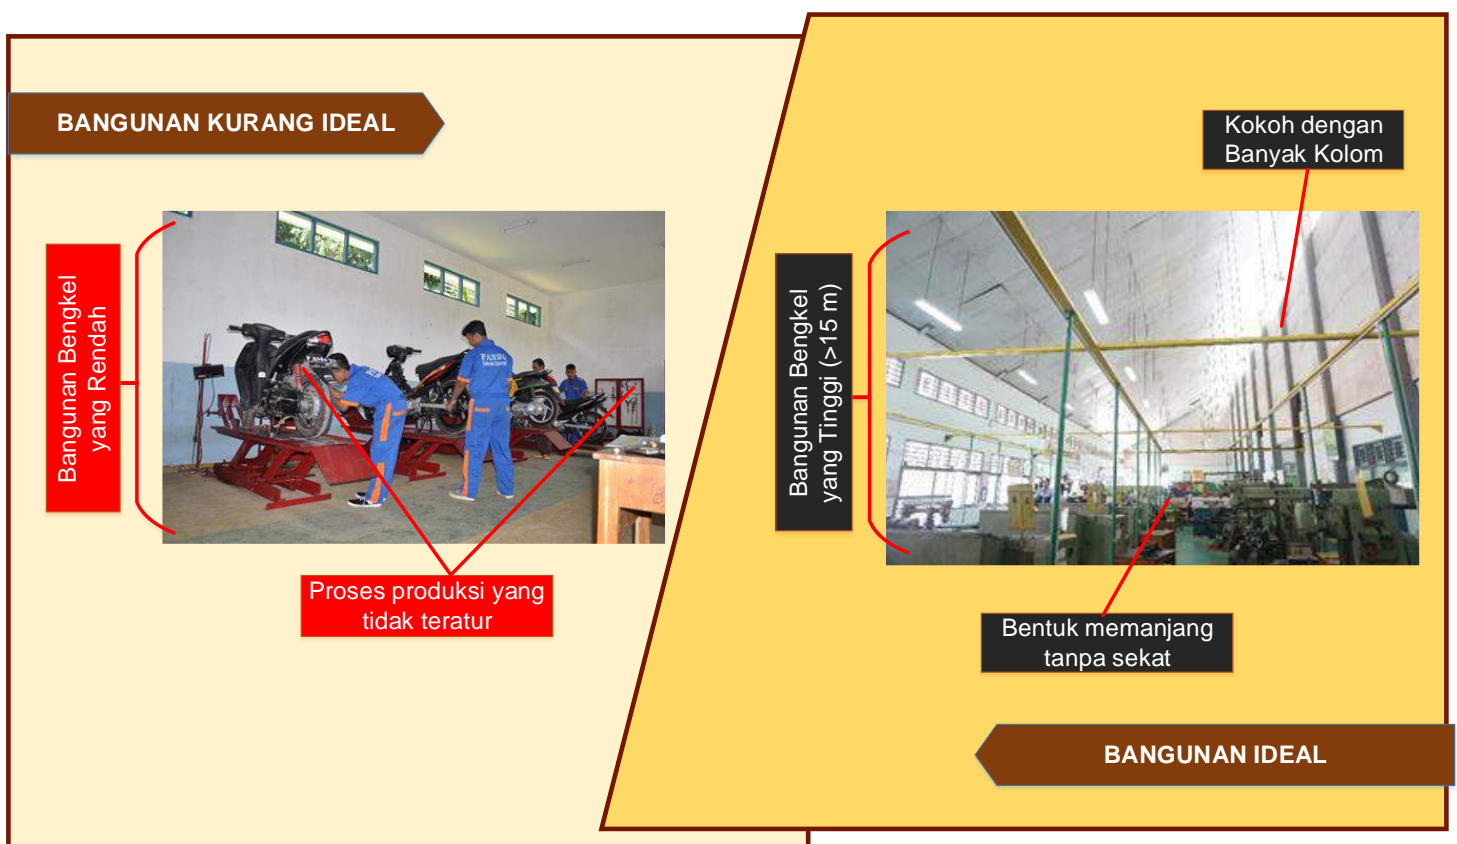 BANGUNAN KURANG IDEAL
Bangunan Bengkel
yang Rendah
PANDU
Proses produksi yang
tidak teratur
Kokoh dengan
Banyak Kolom
Bangunan Bengkel
yang Tinggi (>15 m)
Bentuk memanjang
tanpa sekat
BANGUNAN IDEAL